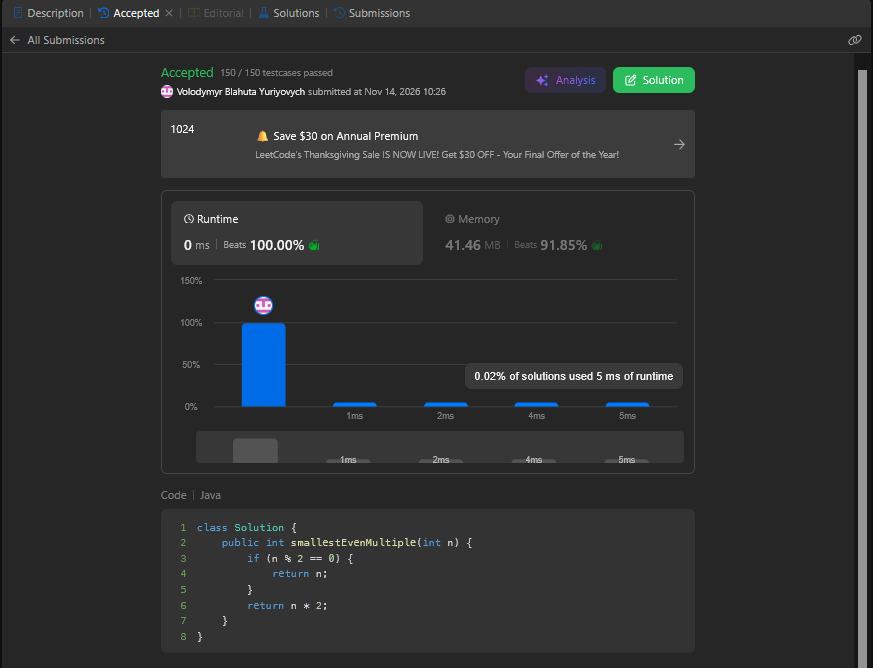 Description | Accepted × | Editorial | Solutions | Submissions
← All Submissions
Accepted 150 / 150 testcases passed
Volodymyr Blahuta Yuriyovych submitted at Nov 14, 2026 10:26
Analysis
Solution
1024
🔔 Save $30 on Annual Premium
LeetCode's Thanksgiving Sale IS NOW LIVE! Get $30 OFF - Your Final Offer of the Year!
Runtime
0 ms | Beats 100.00%
Memory
41.46 MB | Beats 91.85%
150%
100%
50%
0%
0.02% of solutions used 5 ms of runtime
1ms 2ms 4ms 5ms
1ms 2ms 4ms 5ms
Code | Java
1 class Solution {
2     public int smallestEvenMultiple(int n) {
3         if (n % 2 == 0) {
4             return n;
5         }
6         return n * 2;
7     }
8 }